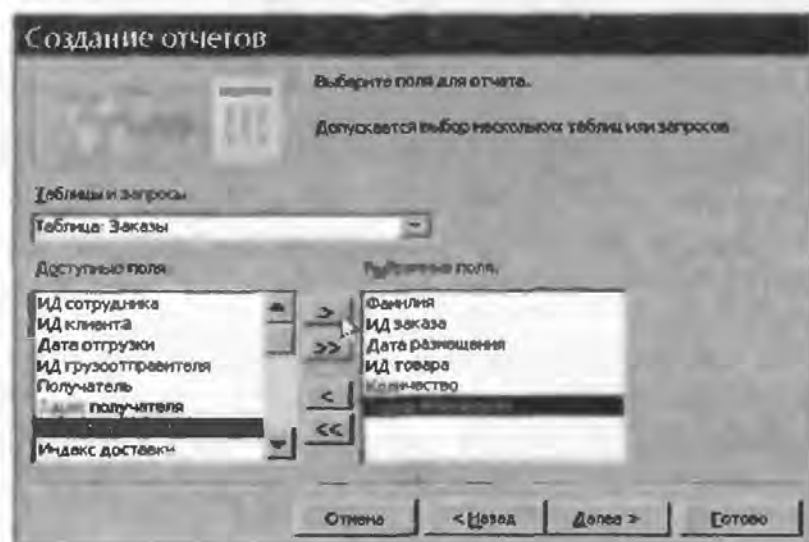 Создание отчетов
Выберите поля для отчета.
Допускается выбор нескольких таблиц или запросов
Таблицы и запросы
Таблица: Заказы
Доступные поля:
Выбранные поля:
ИД сотрудника
ИД клиента
Дата отгрузки
ИД грузоотправителя
Получатель
получателя
Индекс доставки
>
>>
<
<<
Фамилия
ИД заказа
Дата размещения
ИД товара
Количество
Отмена
< Назад
Далее >
Готово